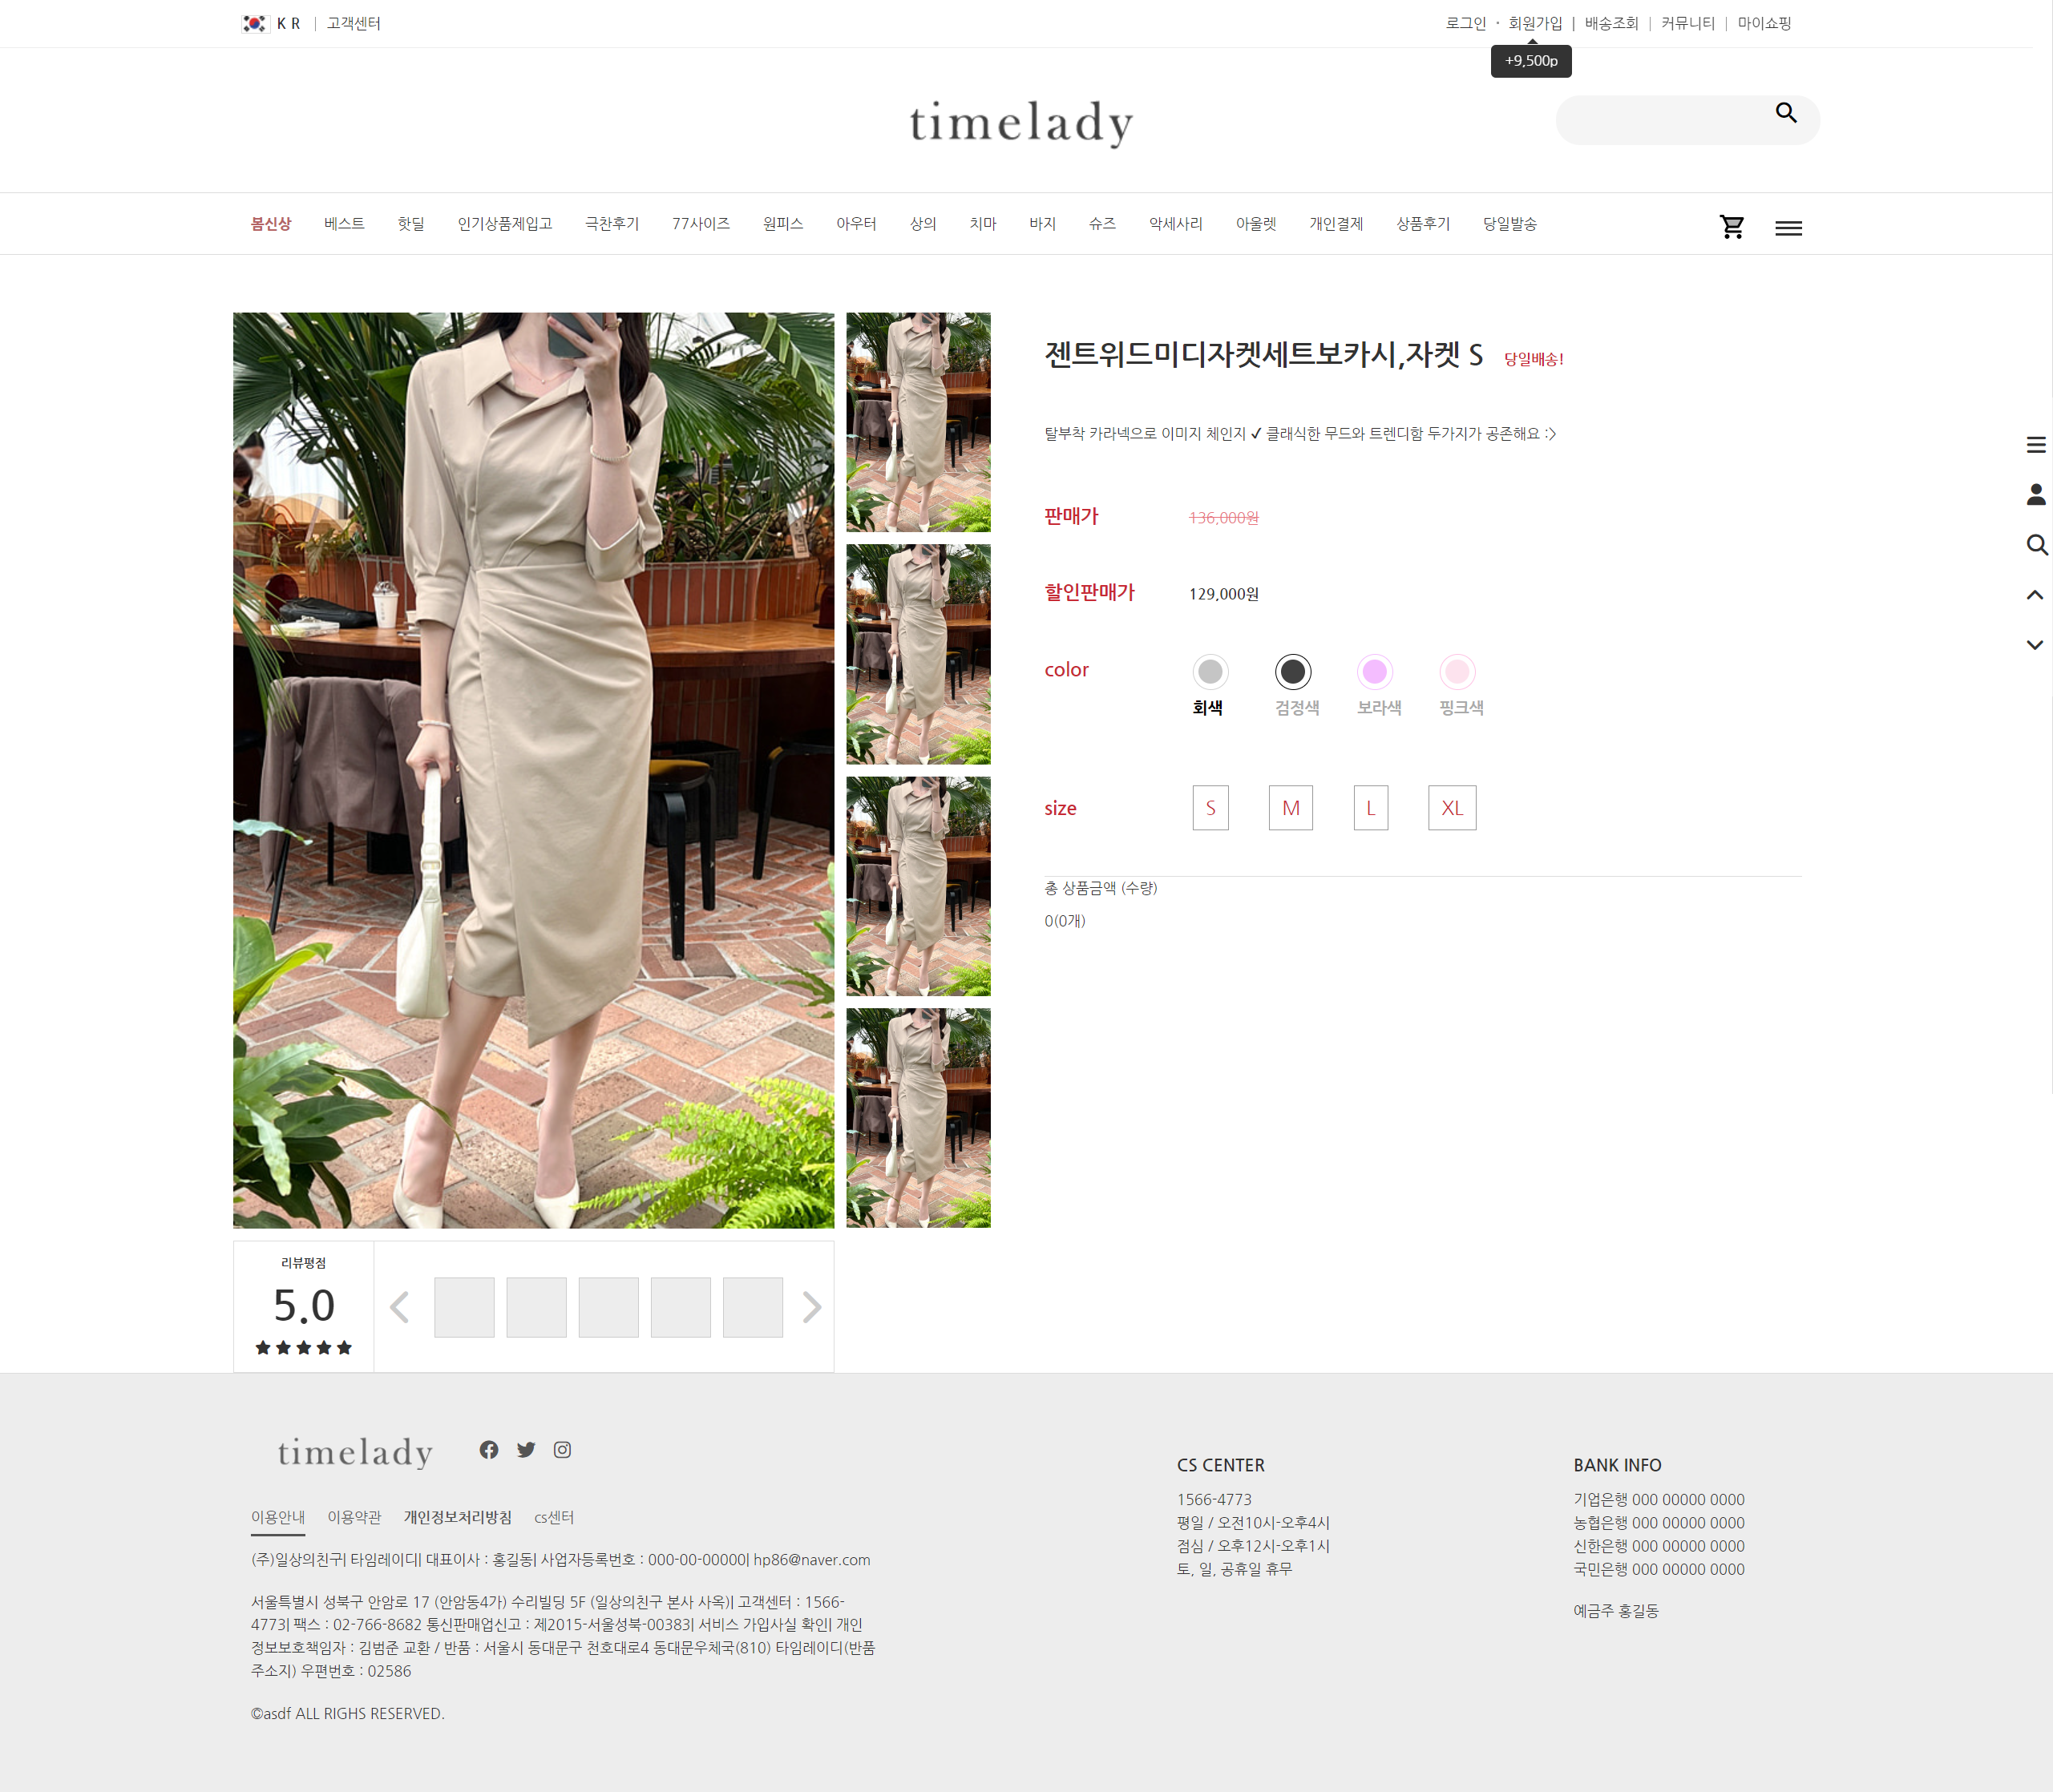 KR | 고객센터
로그인 · 회원가입 | 배송조회 | 커뮤니티 | 마이쇼핑
+9,500p
timelady
봄신상 베스트 핫딜 인기상품제입고 극찬후기 77사이즈 원피스 아우터 상의 치마 바지 슈즈 악세사리 아울렛 개인결제 상품후기 당일발송
젠트위드미디자켓세트보카시,자켓 S 당일배송!
탈부착 카라넥으로 이미지 체인지 ✔ 클래식한 무드와 트렌디함 두가지가 공존해요 :>
판매가 136,000원
할인판매가 129,000원
color
회색 검정색 보라색 핑크색
size S M L XL
총 상품금액 (수량)
0(0개)
리뷰평점
5.0
timelady
이용안내 이용약관 개인정보처리방침 cs센터
(주)일상의친구| 타임레이디| 대표이사 : 홍길동| 사업자등록번호 : 000-00-00000| hp86@naver.com
서울특별시 성북구 안암로 17 (안암동4가) 수리빌딩 5F (일상의친구 본사 사옥)| 고객센터 : 1566-
4773| 팩스 : 02-766-8682 통신판매업신고 : 제2015-서울성북-00383| 서비스 가입사실 확인| 개인
정보보호책임자 : 김범준 교환 / 반품 : 서울시 동대문구 천호대로4 동대문우체국(810) 타임레이디(반품
주소지) 우편번호 : 02586
©asdf ALL RIGHS RESERVED.
CS CENTER
1566-4773
평일 / 오전10시-오후4시
점심 / 오후12시-오후1시
토, 일, 공휴일 휴무
BANK INFO
기업은행 000 00000 0000
농협은행 000 00000 0000
신한은행 000 00000 0000
국민은행 000 00000 0000
예금주 홍길동